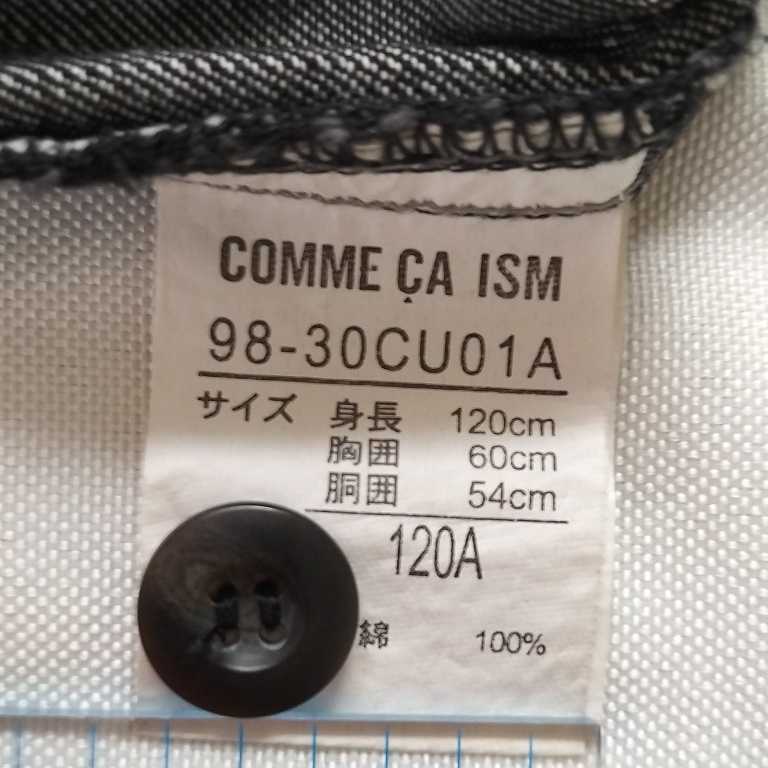 COMME ÇA ISM
98-30CU01A
サイズ 身長 120cm
胸囲 60cm
胴囲 54cm
120A
綿 100%